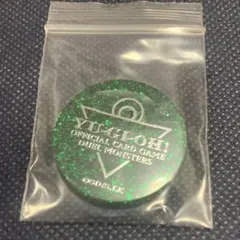 YU-GI-OH!
OFFICIAL CARD GAME
DUEL MONSTERS